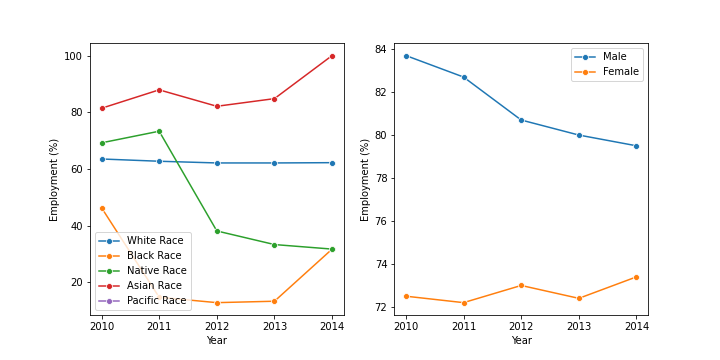 100
80
60
40
20
Employment (%)
White Race
Black Race
Native Race
Asian Race
Pacific Race
2010 2011 2012 2013 2014
Year
84
82
80
78
76
74
72
Employment (%)
Male
Female
2010 2011 2012 2013 2014
Year